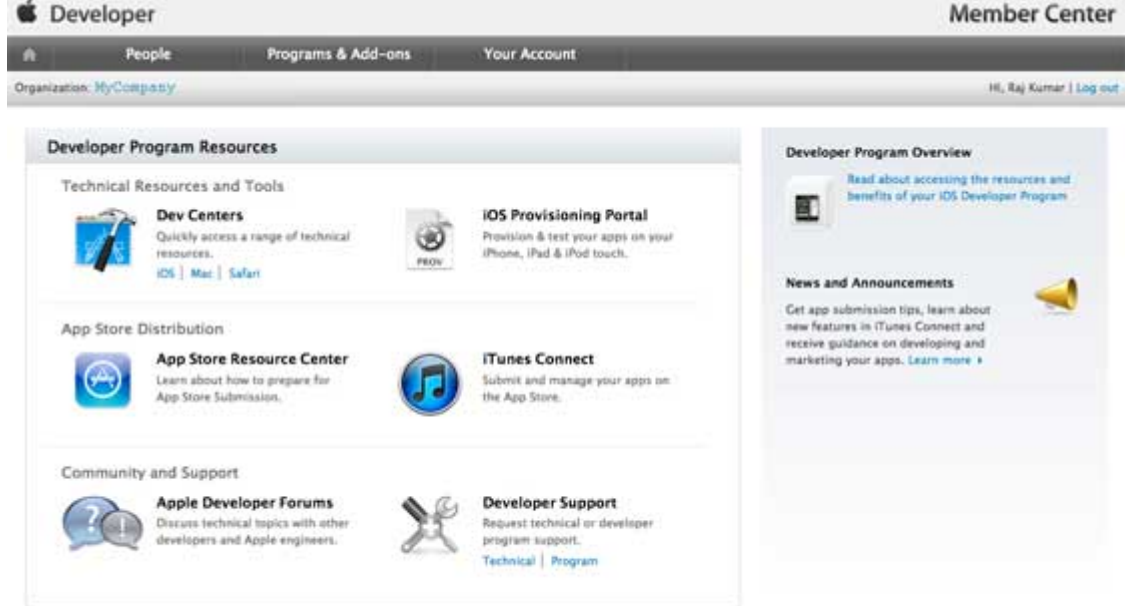 Developer
Member Center
People Programs & Add-ons Your Account
Organization: MyCompany
Hi, Raj Kumar | Log out
Developer Program Resources
Technical Resources and Tools
Dev Centers
Quickly access a range of technical
resources.
iOS | Mac | Safari
PROV
iOS Provisioning Portal
Provision & test your apps on your
iPhone, iPad & iPod touch.
App Store Distribution
App Store Resource Center
Learn about how to prepare for
App Store Submission.
iTunes Connect
Submit and manage your apps on
the App Store.
Community and Support
Apple Developer Forums
Discuss technical topics with other
developers and Apple engineers.
Developer Support
Request technical or developer
program support.
Technical | Program
Developer Program Overview
Read about accessing the resources and
benefits of your iOS Developer Program
News and Announcements
Get app submission tips, learn about
new features in iTunes Connect and
receive guidance on developing and
marketing your apps. Learn more